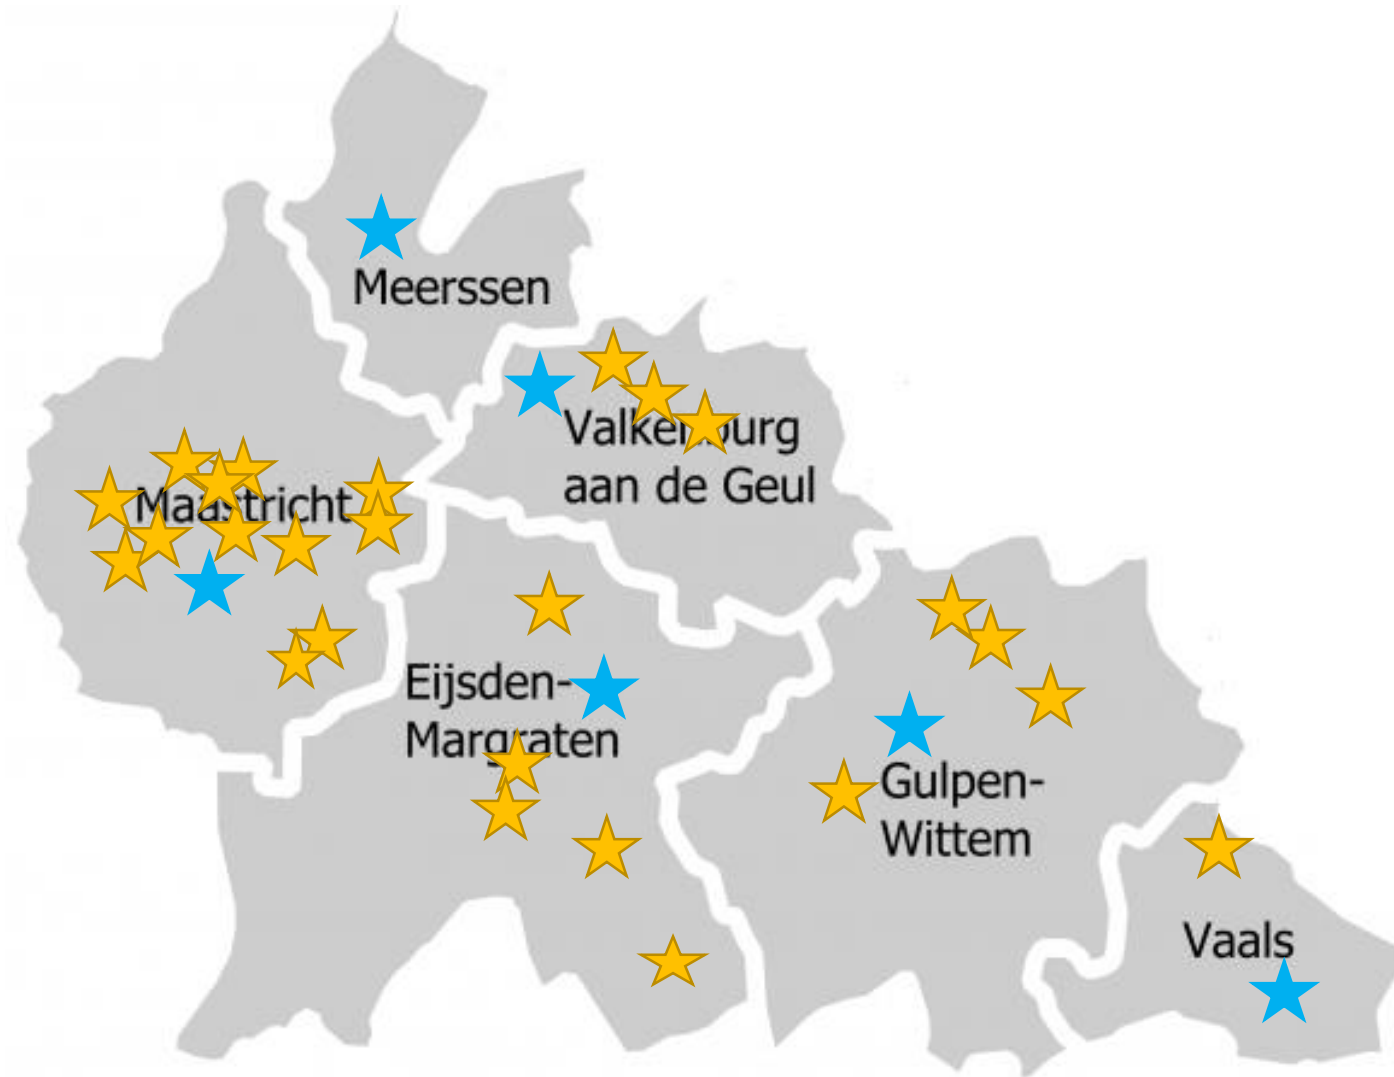 Meerssen
Valkenburg
aan de Geul
Maastricht
Eijsden-
Margraten
Gulpen-
Wittem
Vaals